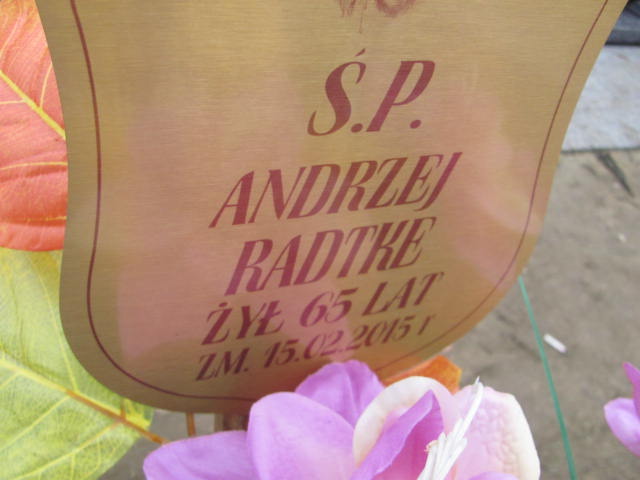 Ś.P.
ANDRZEJ
RADTKE
ŻYŁ 65 LAT
ZM. 15.02.2015 r